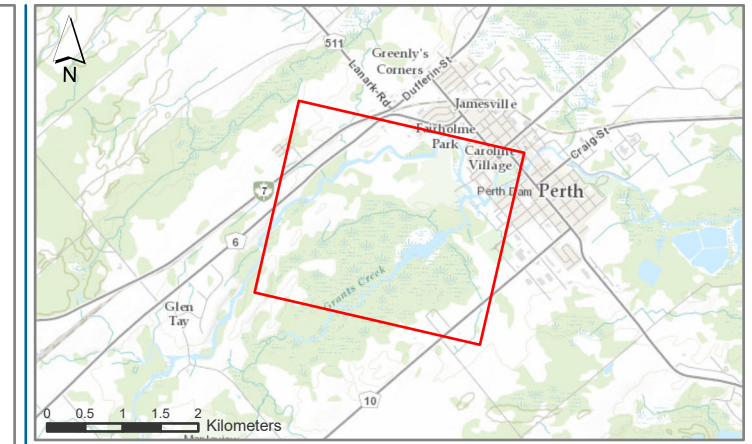 N
511
Greenly's
Corners
Lanark-Rd
Dufferin-St
Jamesville
Fairholme
Park
Caroline
Village
Craig-St
Perth Dam
Perth
7
6
Grants Creek
Glen
Tay
10
0 0.5 1 1.5 2
Kilometers